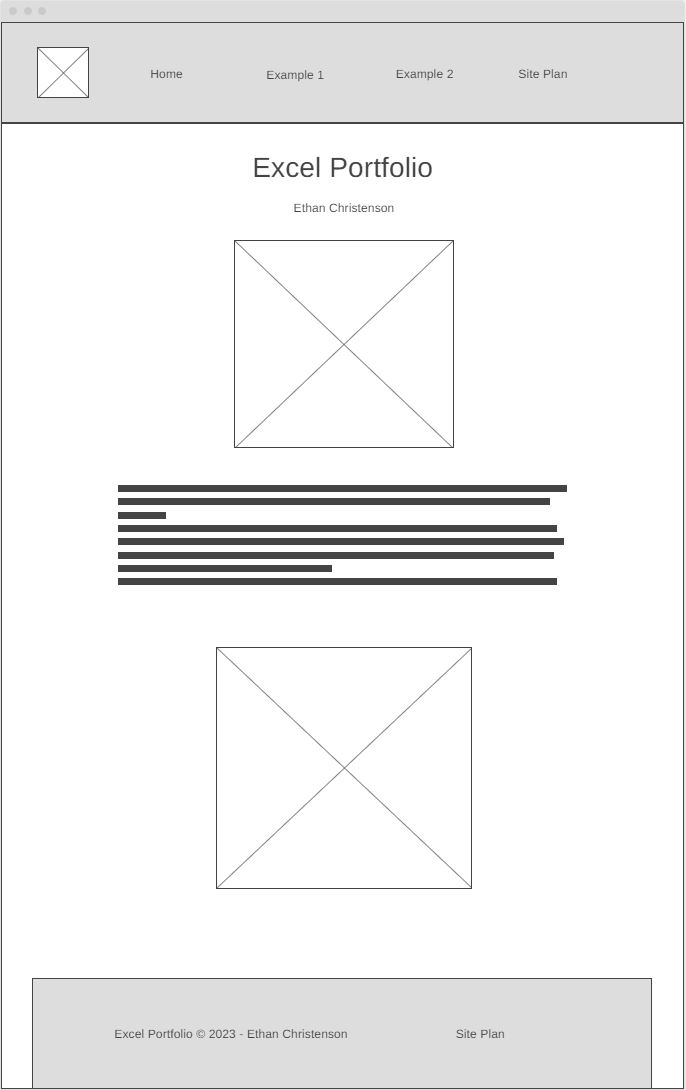 Home Example 1 Example 2 Site Plan
Excel Portfolio
Ethan Christenson
Excel Portfolio © 2023 - Ethan Christenson Site Plan